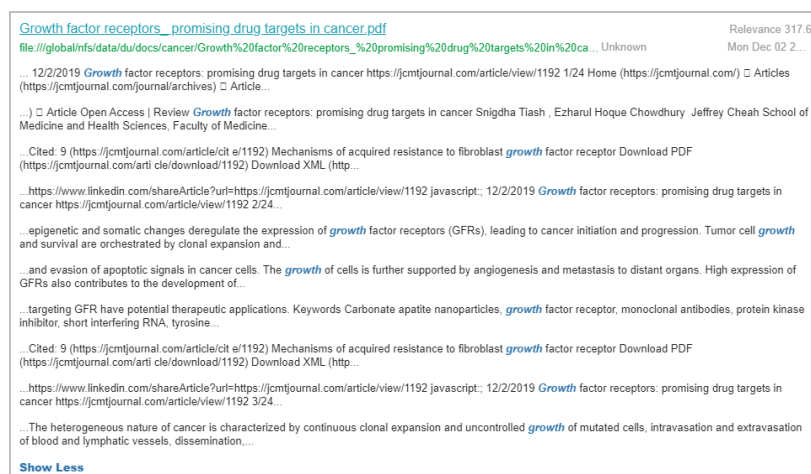 Growth factor receptors_ promising drug targets in cancer.pdf
Relevance 317.6
file:///global/nfs/data/du/docs/cancer/Growth%20factor%20receptors_%20promising%20drug%20targets%20in%20ca... Unknown
Mon Dec 02 2...
... 12/2/2019 Growth factor receptors: promising drug targets in cancer https://jcmtjournal.com/article/view/1192 1/24 Home (https://jcmtjournal.com/) □ Articles
(https://jcmtjournal.com/journal/archives) □ Article...
...) □ Article Open Access | Review Growth factor receptors: promising drug targets in cancer Snigdha Tiash , Ezharul Hoque Chowdhury Jeffrey Cheah School of
Medicine and Health Sciences, Faculty of Medicine...
...Cited: 9 (https://jcmtjournal.com/article/cit e/1192) Mechanisms of acquired resistance to fibroblast growth factor receptor Download PDF
(https://jcmtjournal.com/arti cle/download/1192) Download XML (http...
...https://www.linkedin.com/shareArticle?url=https://jcmtjournal.com/article/view/1192 javascript:; 12/2/2019 Growth factor receptors: promising drug targets in
cancer https://jcmtjournal.com/article/view/1192 2/24...
...epigenetic and somatic changes deregulate the expression of growth factor receptors (GFRs), leading to cancer initiation and progression. Tumor cell growth
and survival are orchestrated by clonal expansion and...
...and evasion of apoptotic signals in cancer cells. The growth of cells is further supported by angiogenesis and metastasis to distant organs. High expression of
GFRs also contributes to the development of...
...targeting GFR have potential therapeutic applications. Keywords Carbonate apatite nanoparticles, growth factor receptor, monoclonal antibodies, protein kinase
inhibitor, short interfering RNA, tyrosine...
...Cited: 9 (https://jcmtjournal.com/article/cit e/1192) Mechanisms of acquired resistance to fibroblast growth factor receptor Download PDF
(https://jcmtjournal.com/arti cle/download/1192) Download XML (http...
...https://www.linkedin.com/shareArticle?url=https://jcmtjournal.com/article/view/1192 javascript:; 12/2/2019 Growth factor receptors: promising drug targets in
cancer https://jcmtjournal.com/article/view/1192 3/24...
...The heterogeneous nature of cancer is characterized by continuous clonal expansion and uncontrolled growth of mutated cells, intravasation and extravasation
of blood and lymphatic vessels, dissemination,...
Show Less